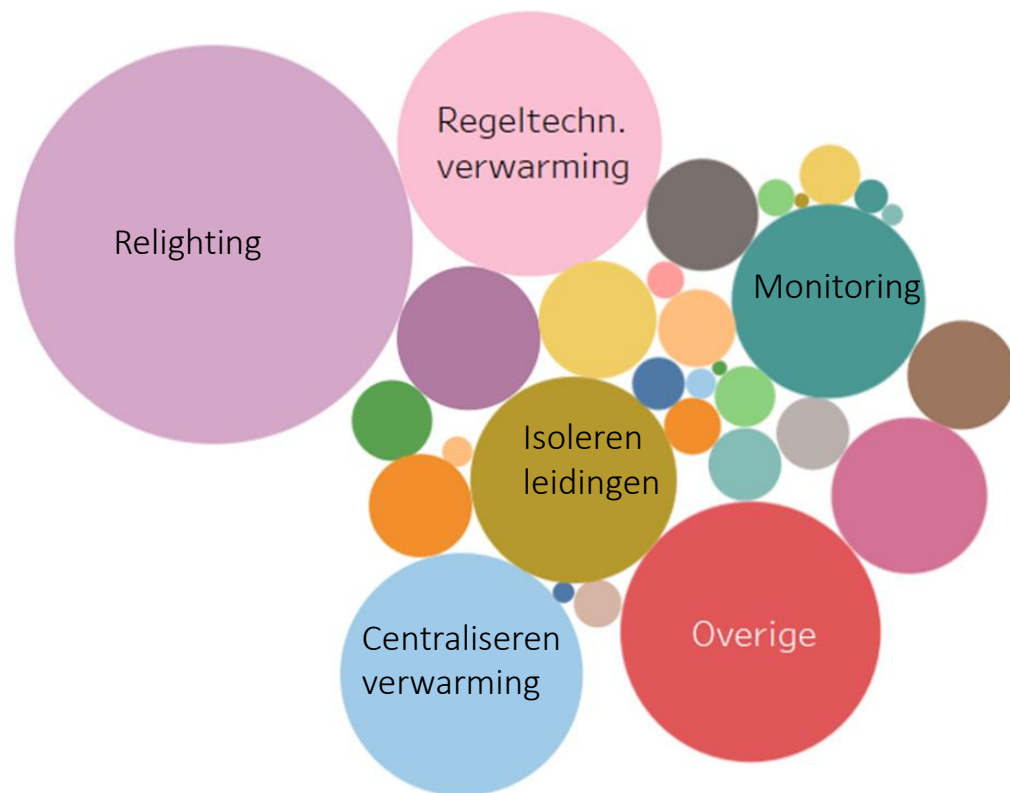 Regeltechn.
verwarming
Relighting
Monitoring
Isoleren
leidingen
Centraliseren
verwarming
Overige